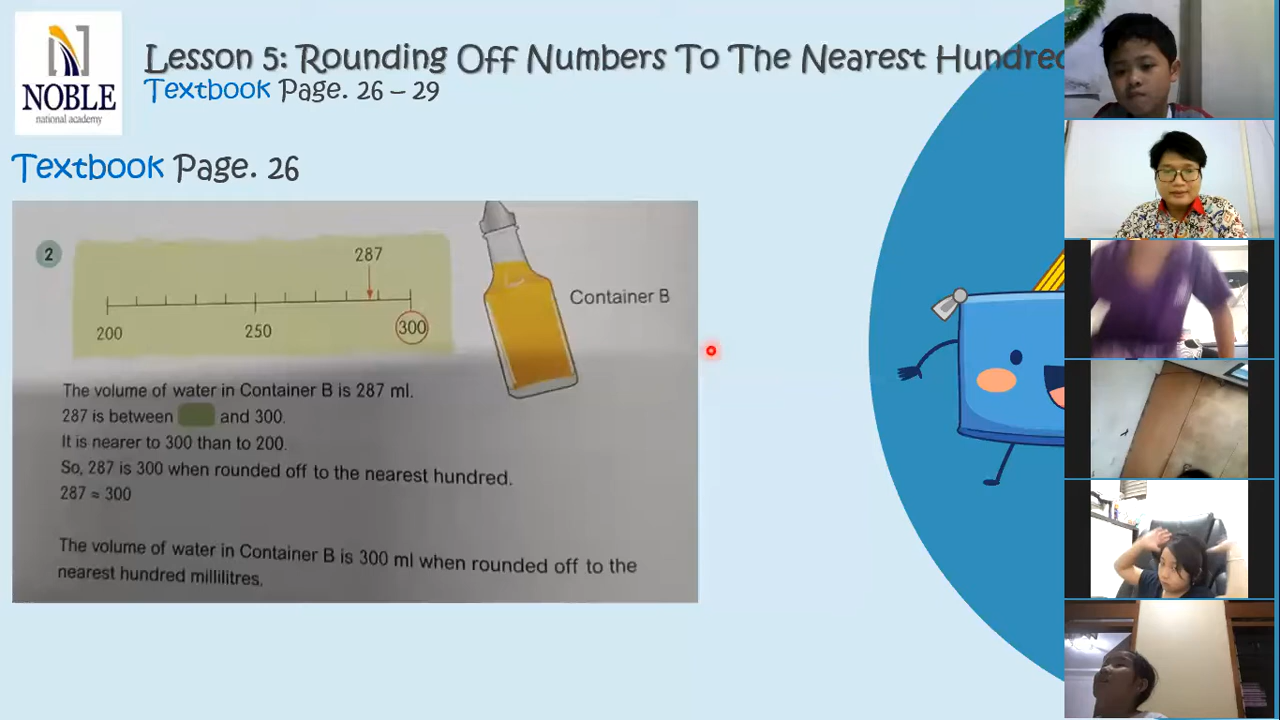 NOBLE
national academy
Lesson 5: Rounding Off Numbers To The Nearest Hundred
Textbook Page. 26 – 29
Textbook Page. 26
2
287
200 250 300
Container B
The volume of water in Container B is 287 ml.
287 is between and 300.
It is nearer to 300 than to 200.
So, 287 is 300 when rounded off to the nearest hundred.
287 ≈ 300
The volume of water in Container B is 300 ml when rounded off to the
nearest hundred millilitres.